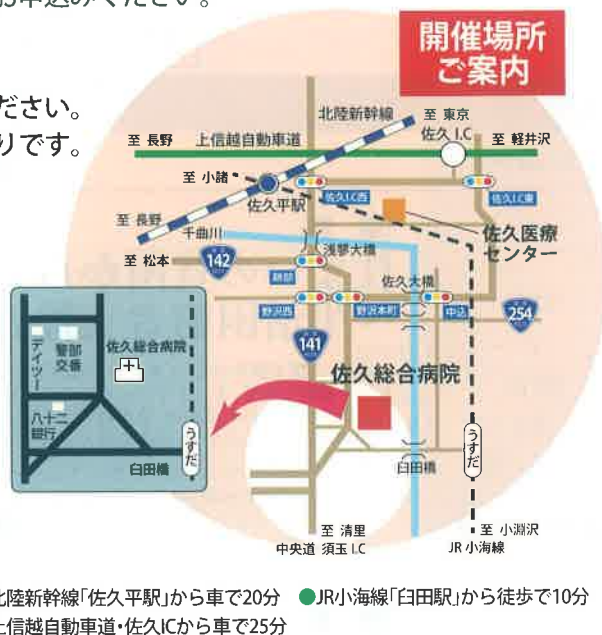 お申込みください。
開催場所
ご案内
ださい。
りです。
北陸新幹線
至 東京
至 長野
上信越自動車道
佐久 I.C
至 軽井沢
至 小諸
佐久平駅
佐久I.C西
佐久I.C東
至 長野
千曲川
佐久医療
センター
至 松本
142
浅蓼大橋
跡部
佐久大橋
野沢西
野沢本町
中込
254
141
佐久総合病院
デイツー
警部
交番
佐久総合病院
八十二
銀行
うすだ
臼田橋
うすだ
臼田橋
至 清里
中央道 須玉 I.C
至 小淵沢
JR 小海線
北陸新幹線「佐久平駅」から車で20分 ●JR小海線「臼田駅」から徒歩で10分
上信越自動車道・佐久ICから車で25分